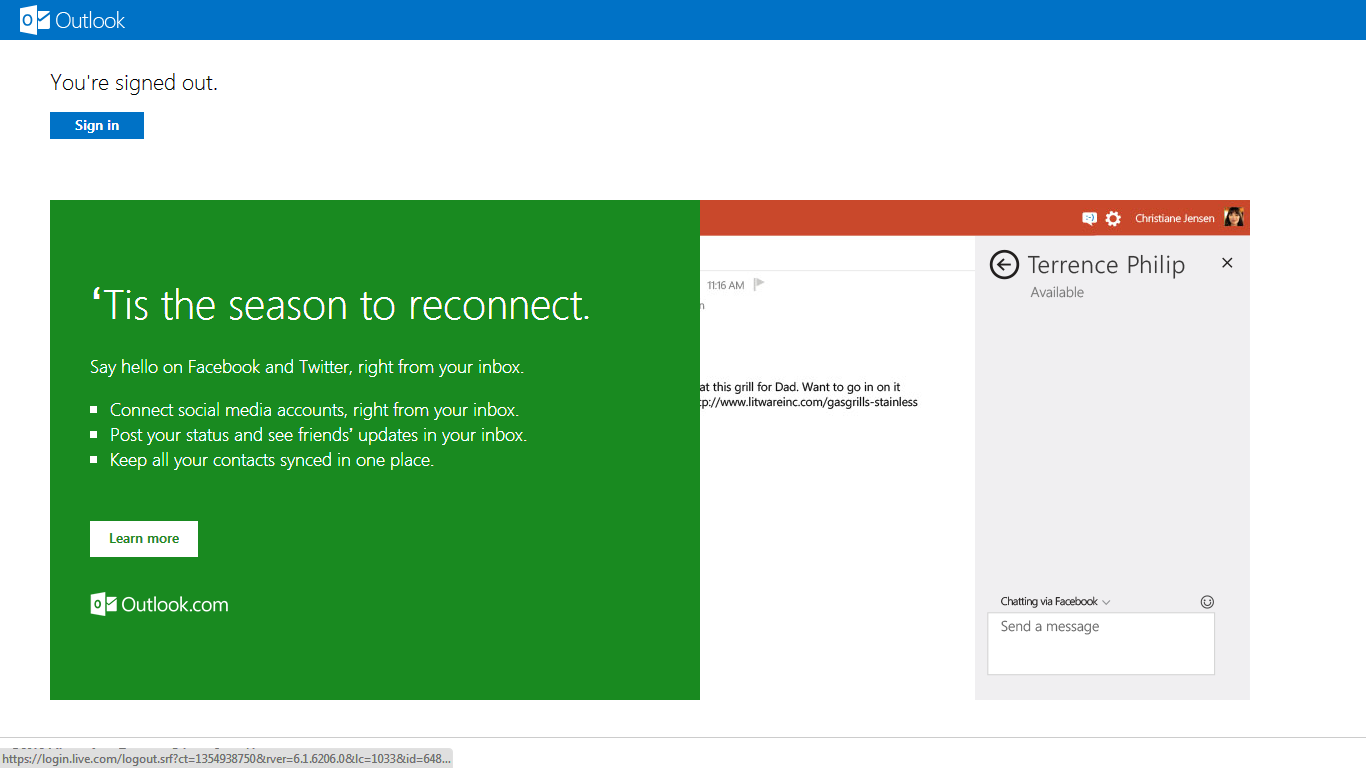 Outlook
You're signed out.
Sign in
Christiane Jensen
‘Tis the season to reconnect.
Say hello on Facebook and Twitter, right from your inbox.
Connect social media accounts, right from your inbox.
Post your status and see friends' updates in your inbox.
Keep all your contacts synced in one place.
Learn more
Outlook.com
11:16 AM
n
at this grill for Dad. Want to go in on it
tp://www.litwareinc.com/gasgrills-stainless
Terrence Philip
Available
Chatting via Facebook
Send a message
https://login.live.com/logout.srf?ct=1354938750&rver=6.1.6206.0&lc=1033&id=648...